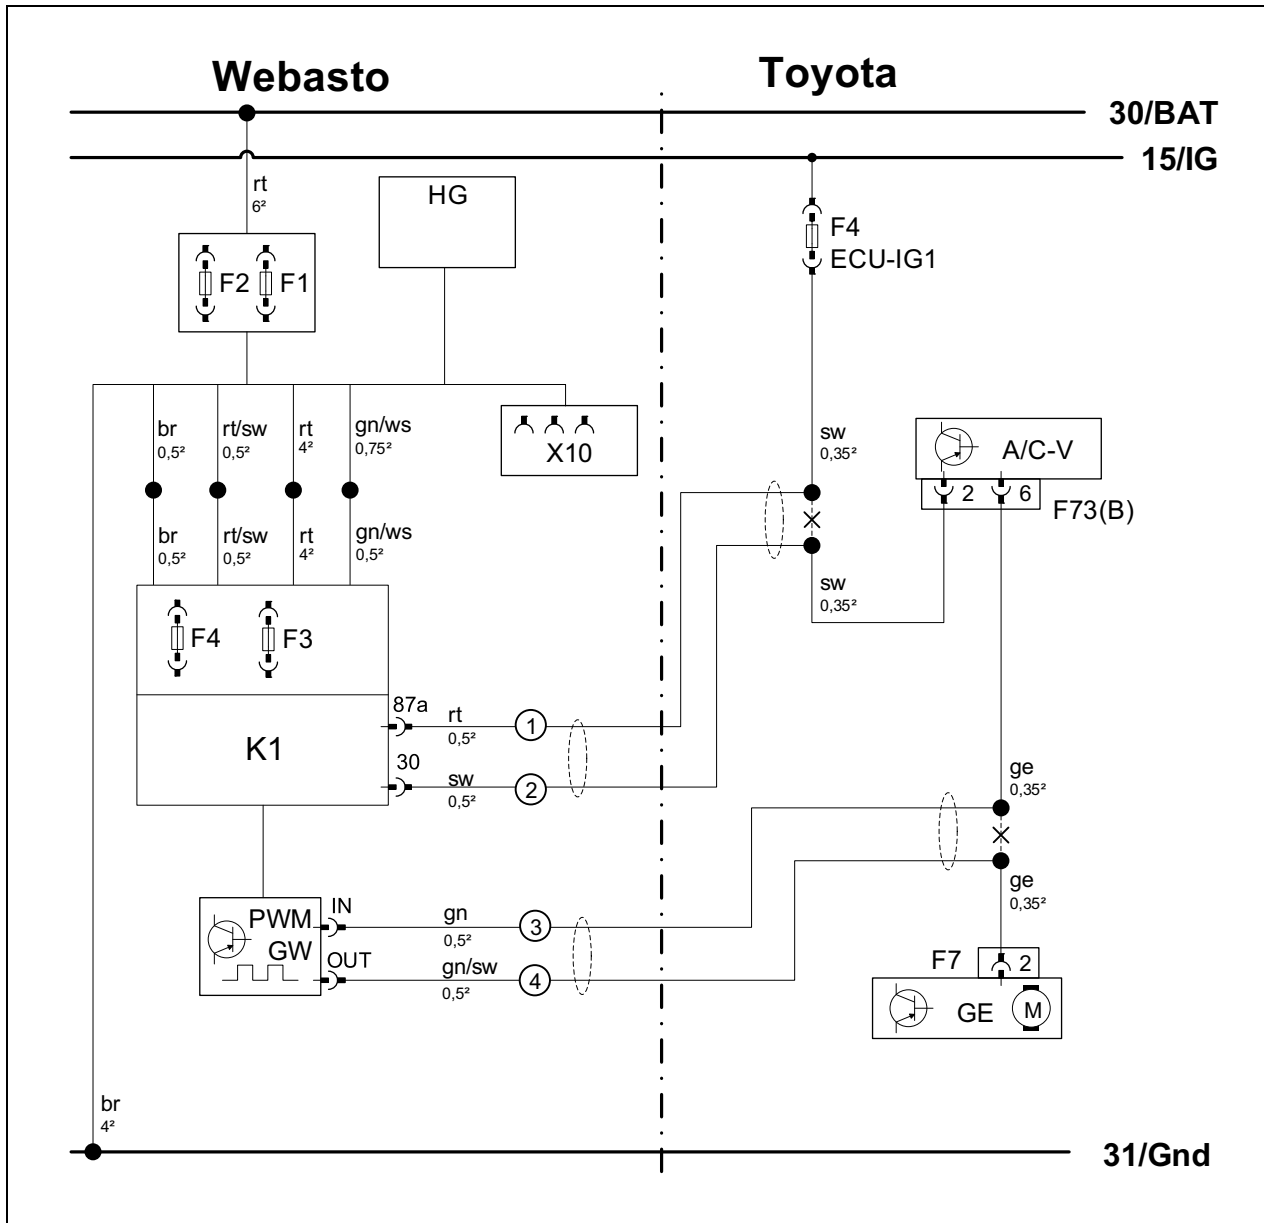 Webasto
Toyota
30/BAT
15/IG
rt
6²
HG
F4
ECU-IG1
F2
F1
br
0,5²
rt/sw
0,5²
rt
4²
gn/ws
0,75²
X10
sw
0,35²
A/C-V
2
6
F73(B)
br
0,5²
rt/sw
0,5²
rt
4²
gn/ws
0,5²
sw
0,35²
F4
F3
87a
rt
0,5²
1
K1
30
sw
0,5²
2
ge
0,35²
ge
0,35²
PWM
GW
IN
gn
0,5²
3
OUT
gn/sw
0,5²
4
F7
2
GE
M
br
4²
31/Gnd